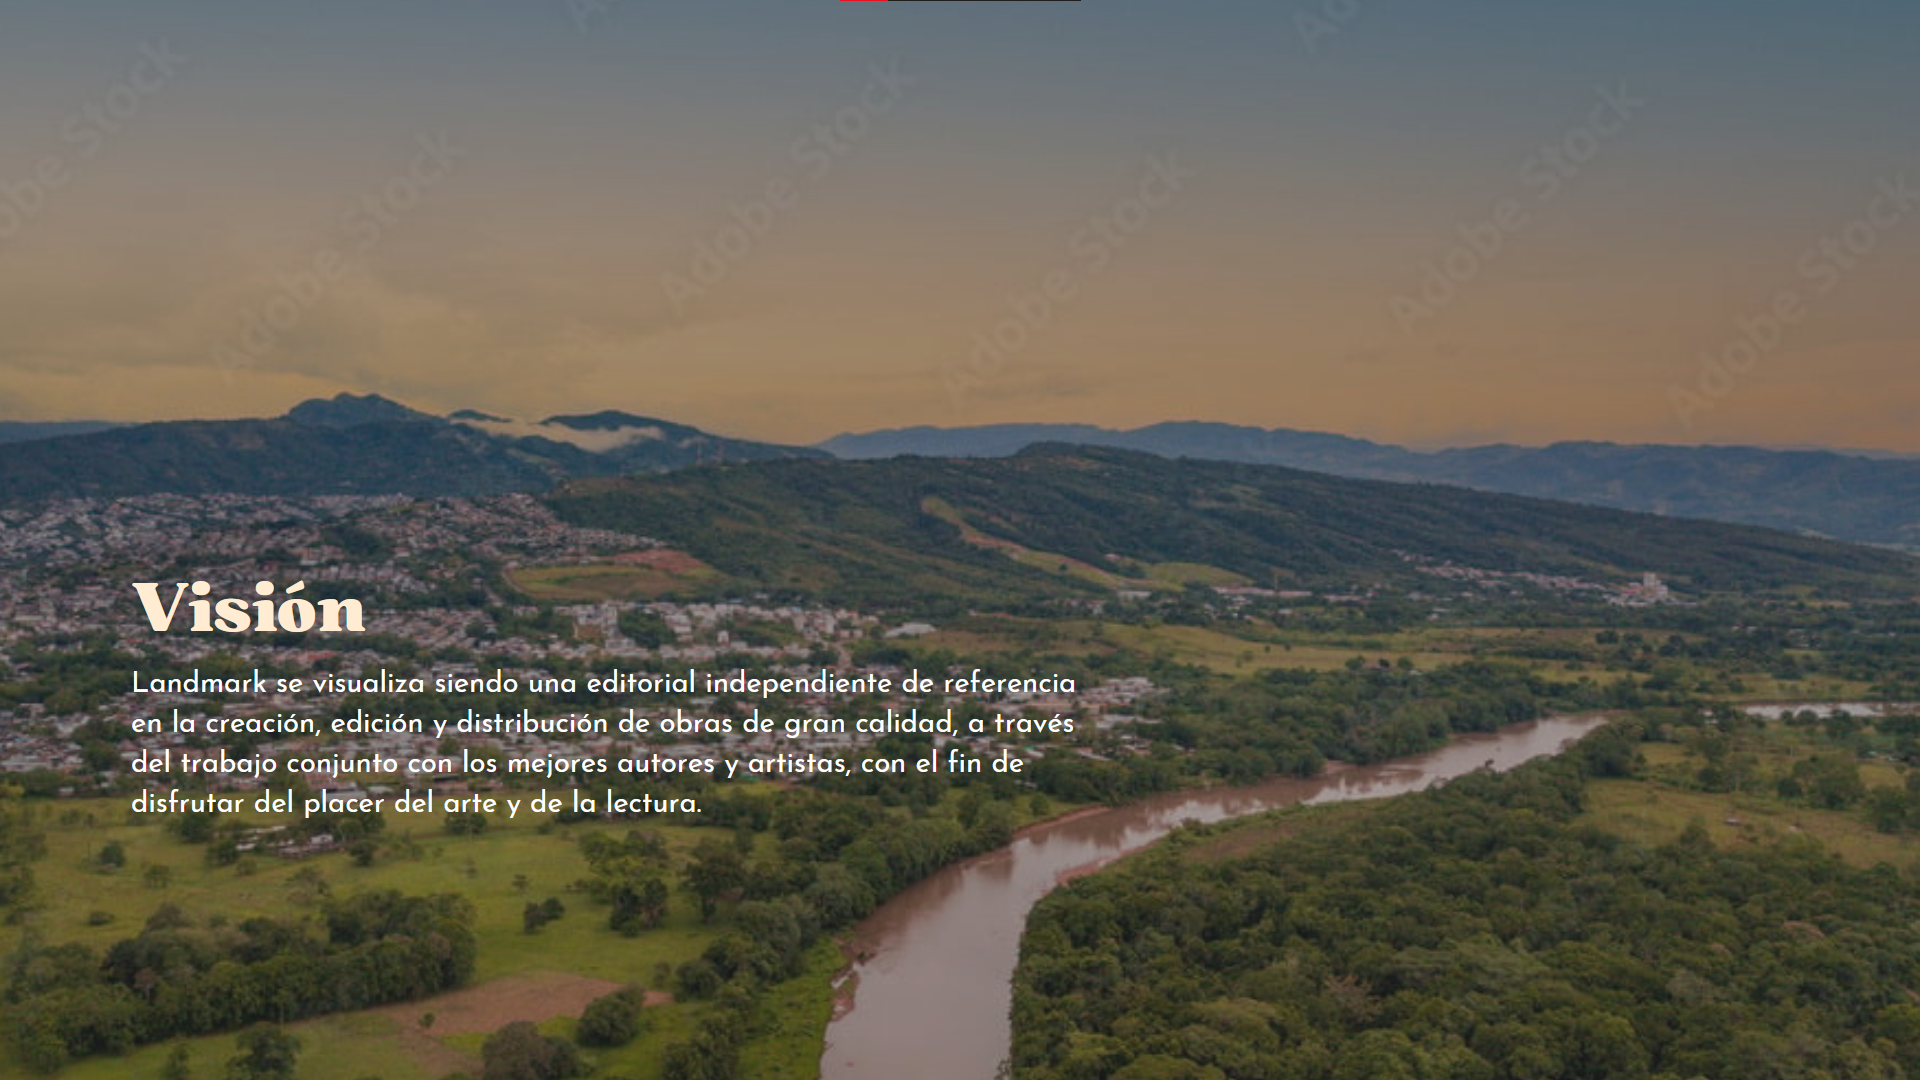 Adobe Stock
Adobe Stock
Adobe Stock
Adobe Stock
Adobe Stock
Adobe Stock
Visión
Landmark se visualiza siendo una editorial independiente de referencia
en la creación, edición y distribución de obras de gran calidad, a través
del trabajo conjunto con los mejores autores y artistas, con el fin de
disfrutar del placer del arte y de la lectura.